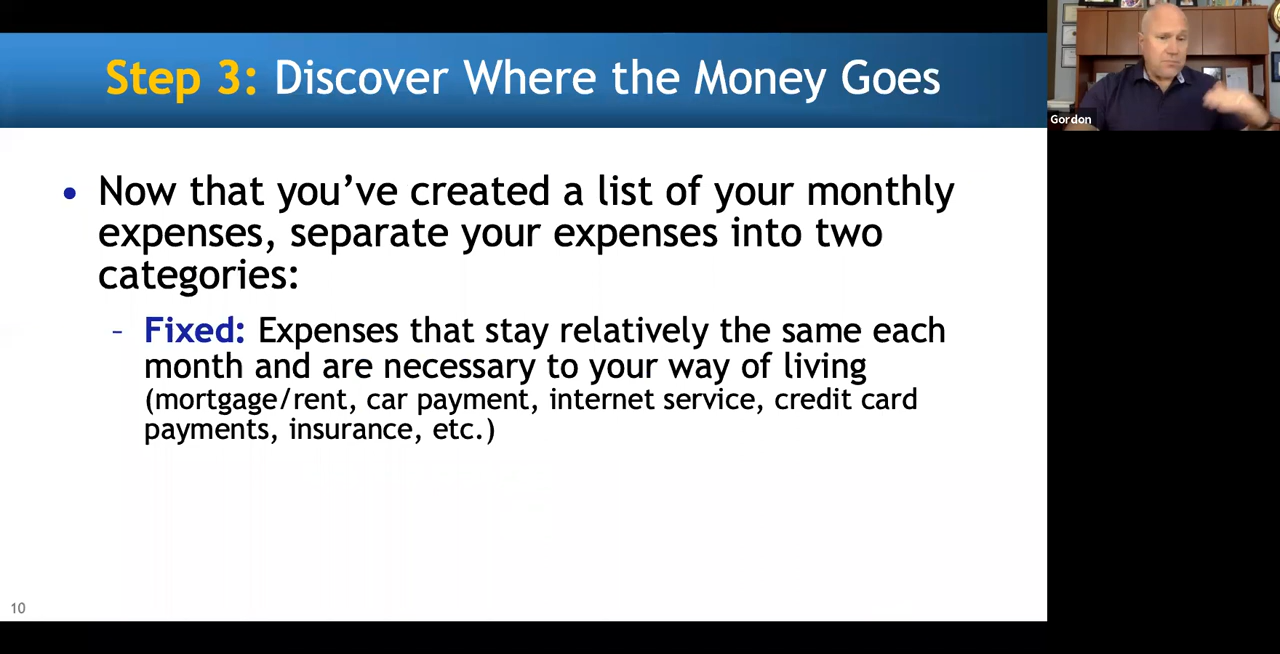 Step 3: Discover Where the Money Goes
Gordon
• Now that you’ve created a list of your monthly
expenses, separate your expenses into two
categories:
– Fixed: Expenses that stay relatively the same each
month and are necessary to your way of living
(mortgage/rent, car payment, internet service, credit card
payments, insurance, etc.)
10